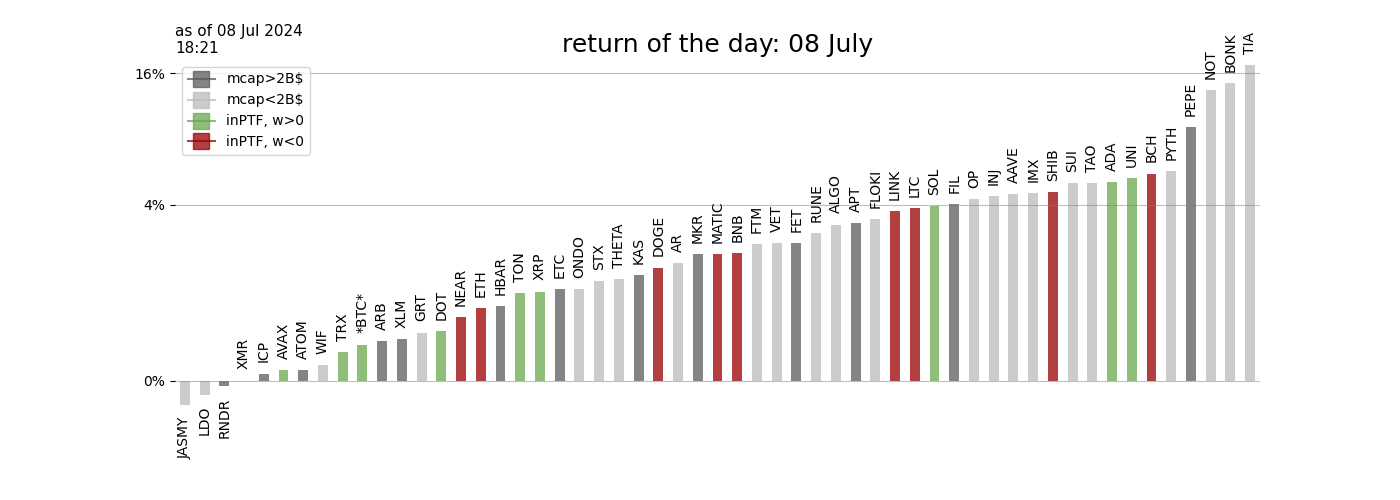 as of 08 Jul 2024
18:21
return of the day: 08 July
mcap>2B$
mcap<2B$
inPTF, w>0
inPTF, w<0
16%
4%
0%
JASMY
LDO
RNDR
XMR
ICP
AVAX
ATOM
WIF
TRX
*BTC*
ARB
XLM
GRT
DOT
NEAR
ETH
HBAR
TON
XRP
ETC
ONDO
STX
THETA
KAS
DOGE
AR
MKR
MATIC
BNB
FTM
VET
FET
RUNE
ALGO
APT
FLOKI
LINK
LTC
SOL
FIL
OP
INJ
AAVE
IMX
SHIB
SUI
TAO
ADA
UNI
BCH
PYTH
PEPE
NOT
BONK
TIA